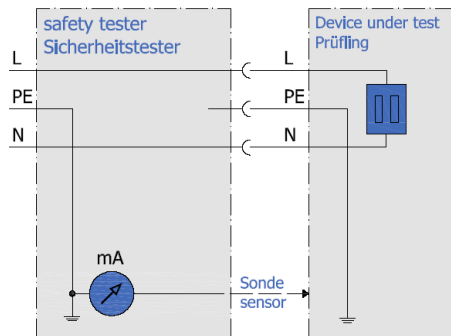 safety tester
Sicherheitstester
Device under test
Prüfling
L
L
PE
PE
N
N
mA
Sonde
sensor